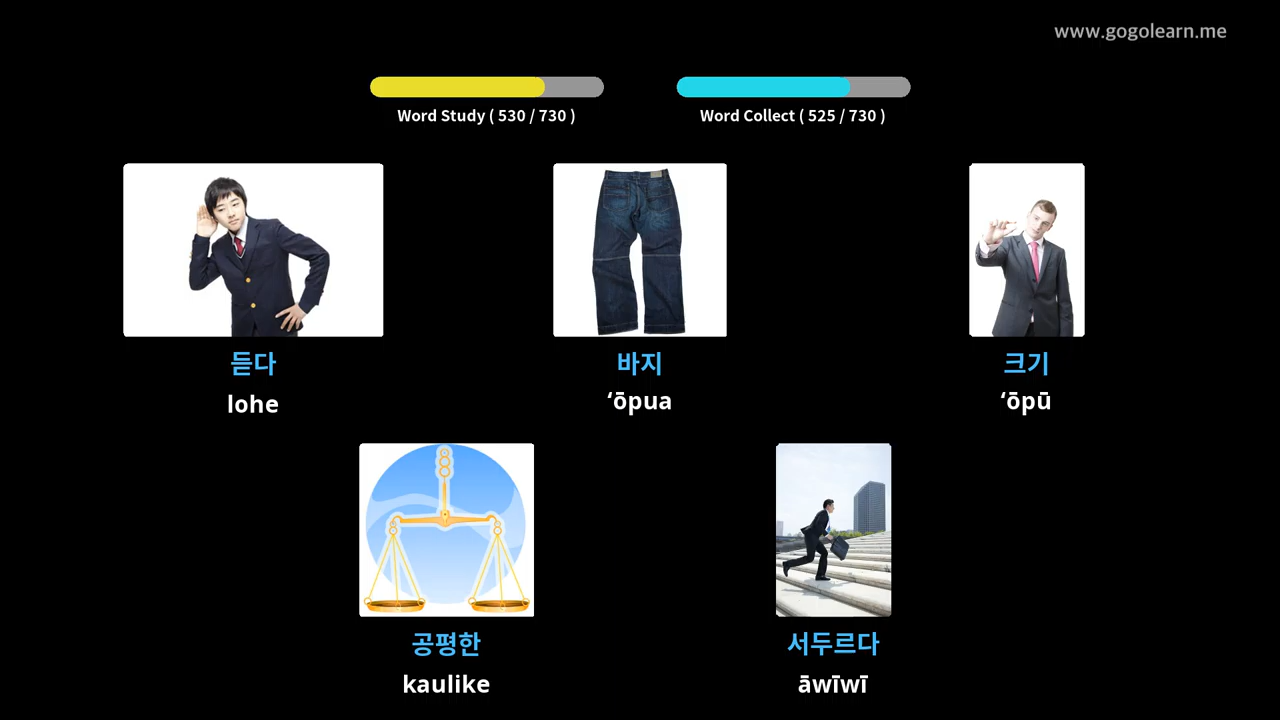 www.gogolearn.me
Word Study ( 530 / 730 )
Word Collect ( 525 / 730 )
듣다
lohe
바지
ʻōpua
크기
ʻōpū
공평한
kaulike
서두르다
āwīwī